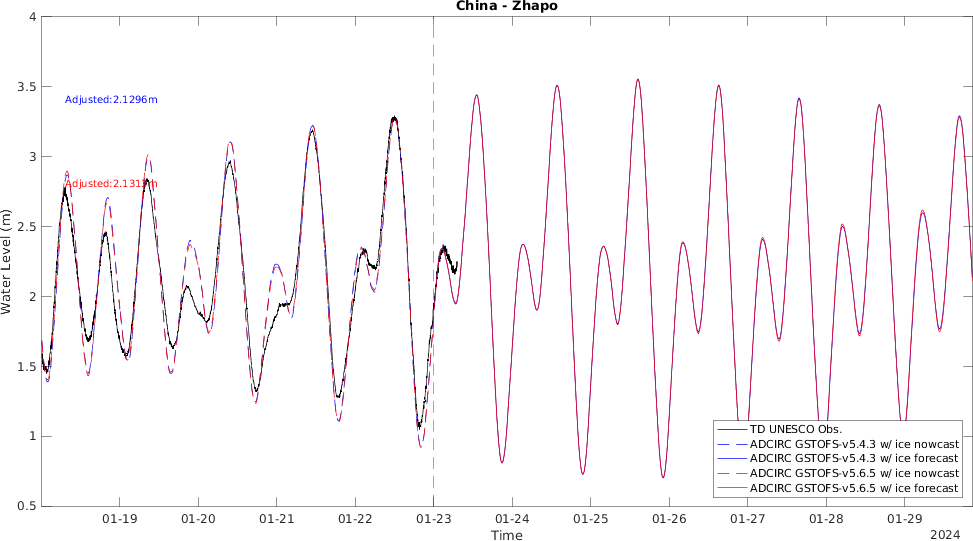 China - Zhapo
4
3.5
3
2.5
2
1.5
1
0.5
Water Level (m)
Adjusted:2.1296m
Adjusted:2.1311m
TD UNESCO Obs.
ADCIRC GSTOFS-v5.4.3 w/ ice nowcast
ADCIRC GSTOFS-v5.4.3 w/ ice forecast
ADCIRC GSTOFS-v5.6.5 w/ ice nowcast
ADCIRC GSTOFS-v5.6.5 w/ ice forecast
01-19 01-20 01-21 01-22 01-23 01-24 01-25 01-26 01-27 01-28 01-29
Time
2024